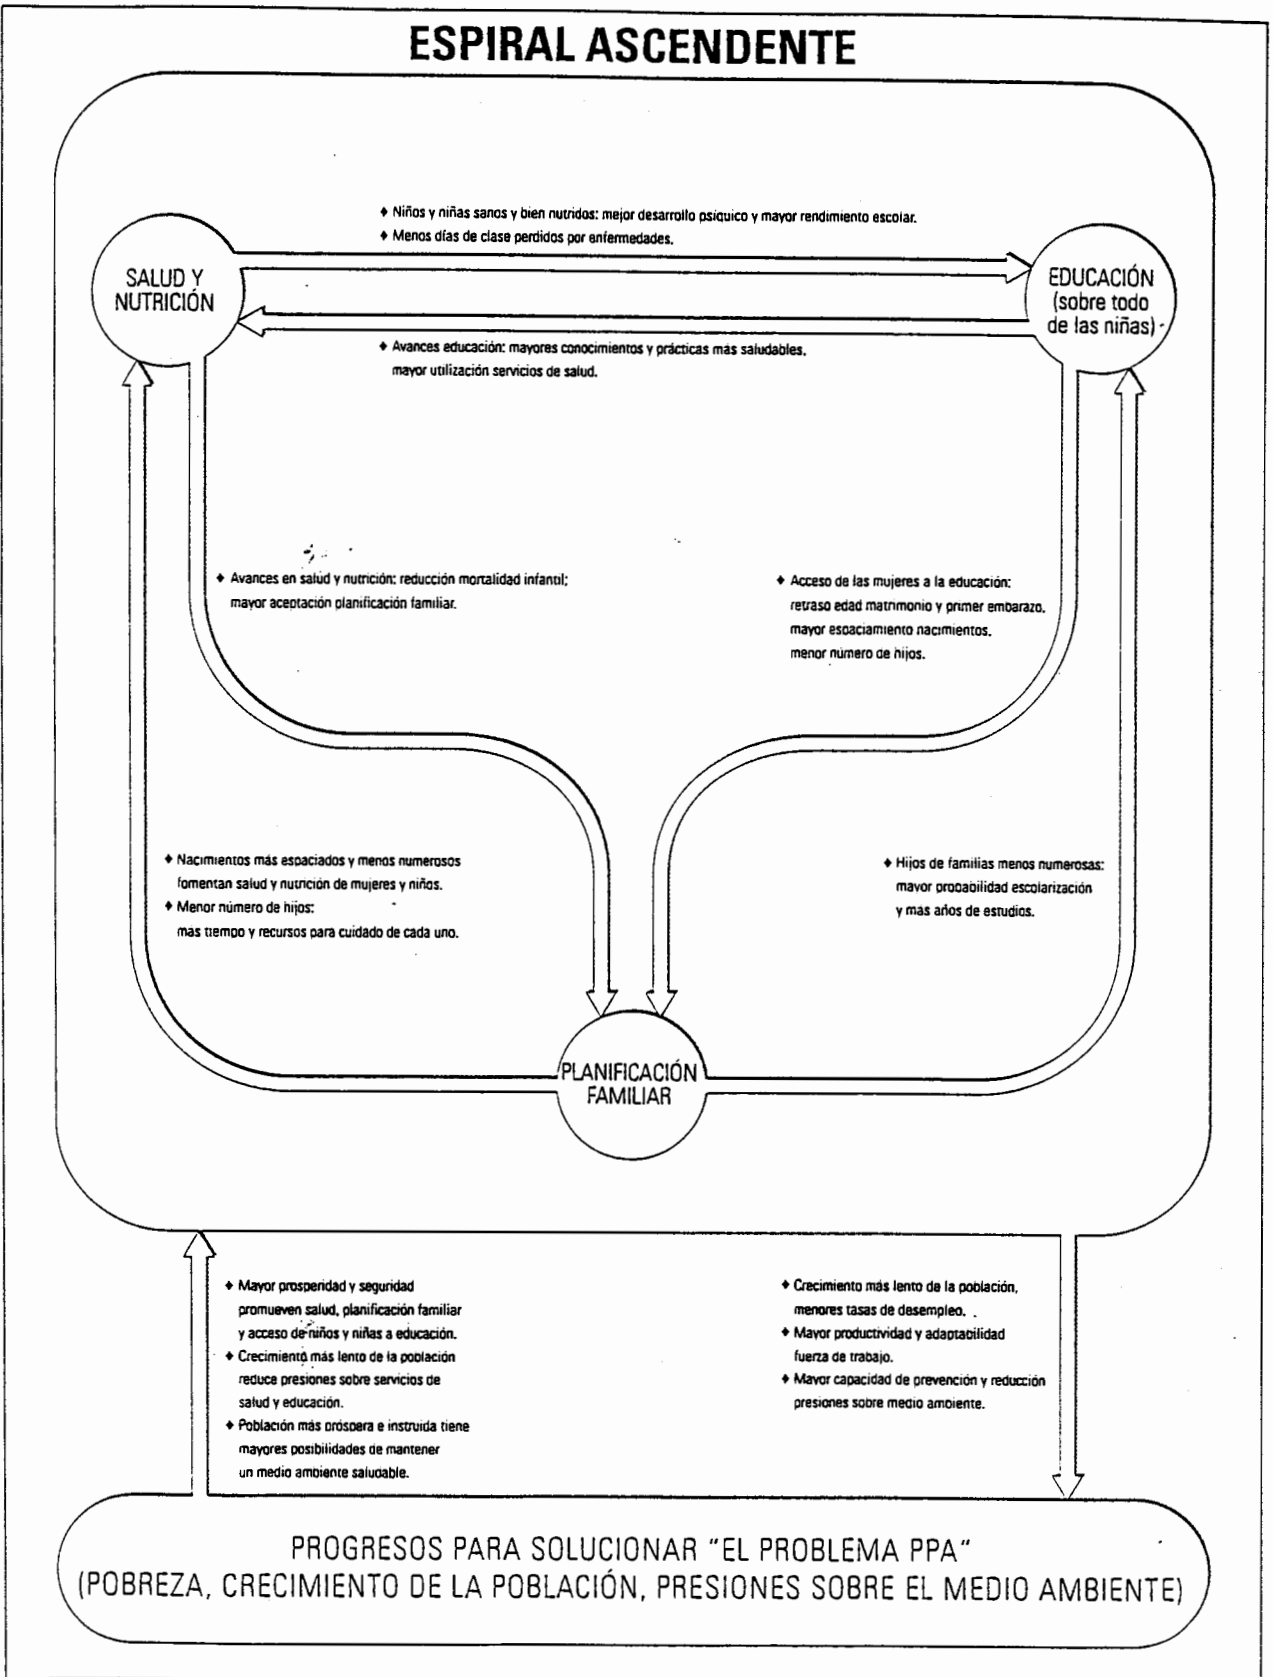 ESPIRAL ASCENDENTE
♦ Niños y niñas sanos y bien nutridos: mejor desarrollo psíquico y mayor rendimiento escolar.
♦ Menos días de clase perdidos por enfermedades.
SALUD Y
NUTRICIÓN
EDUCACIÓN
(sobre todo
de las niñas)
♦ Avances educación: mayores conocimientos y prácticas más saludables,
mayor utilización servicios de salud.
♦ Avances en salud y nutrición: reducción mortalidad infantil;
mayor aceptación planificación familiar.
♦ Acceso de las mujeres a la educación:
retraso edad matrimonio y primer embarazo,
mayor espaciamiento nacimientos,
menor número de hijos.
♦ Nacimientos más espaciados y menos numerosos
fomentan salud y nutrición de mujeres y niños.
♦ Menor número de hijos:
mas tiempo y recursos para cuidado de cada uno.
♦ Hijos de familias menos numerosas:
mayor probabilidad escolarización
y mas años de estudios.
PLANIFICACIÓN
FAMILIAR
♦ Mayor prosperidad y seguridad
promueven salud, planificación familiar
y acceso de niños y niñas a educación.
♦ Crecimiento más lento de la población
reduce presiones sobre servicios de
salud y educación.
♦ Población más próspera e instruida tiene
mayores posibilidades de mantener
un medio ambiente saludable.
♦ Crecimiento más lento de la población,
menores tasas de desempleo.
♦ Mayor productividad y adaptabilidad
fuerza de trabajo.
♦ Mayor capacidad de prevención y reducción
presiones sobre medio ambiente.
PROGRESOS PARA SOLUCIONAR "EL PROBLEMA PPA"
(POBREZA, CRECIMIENTO DE LA POBLACIÓN, PRESIONES SOBRE EL MEDIO AMBIENTE)